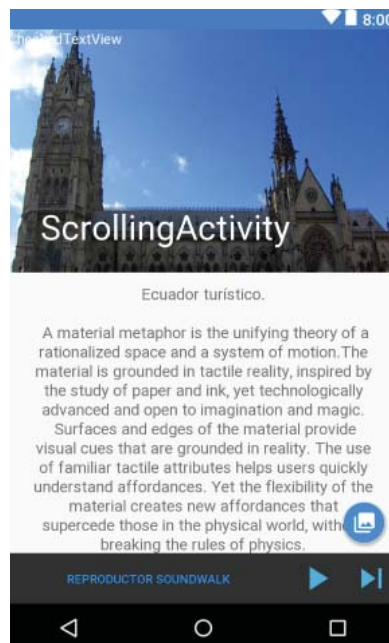 8:00
CheckedTextView
ScrollingActivity
Ecuador turístico.
A material metaphor is the unifying theory of a
rationalized space and a system of motion.The
material is grounded in tactile reality, inspired by
the study of paper and ink, yet technologically
advanced and open to imagination and magic.
Surfaces and edges of the material provide
visual cues that are grounded in reality. The use
of familiar tactile attributes helps users quickly
understand affordances. Yet the flexibility of the
material creates new affordances that
supercede those in the physical world, without
breaking the rules of physics.
REPRODUCTOR SOUNDWALK